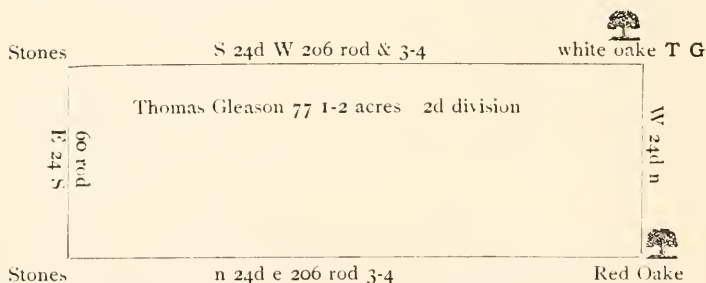 Stones S 24d W 206 rod & 3-4 white oake T G
Thomas Gleason 77 1-2 acres 2d division
60 rod
E 24 S
W 24d n
Stones n 24d e 206 rod 3-4 Red Oake